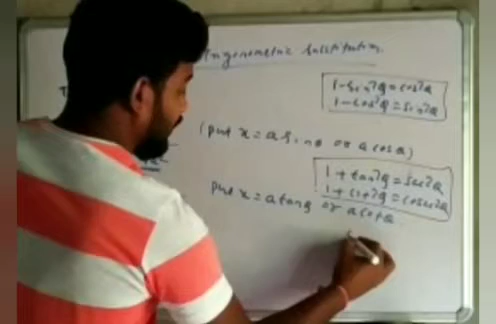 Trigonometric Substitution
1-sin²θ=cos²θ
1-cos²θ=sin²θ
(put x=a sinθ or a cosθ)
1+tan²θ=sec²θ
1+cot²θ=cosec²θ
put x=a tanθ or a cotθ